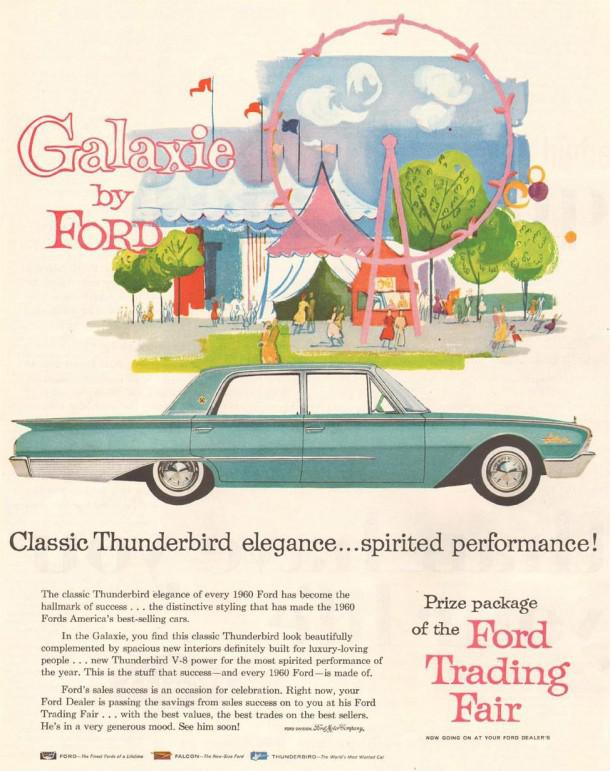 Galaxie
by
FORD
Classic Thunderbird elegance...spirited performance!
The classic Thunderbird elegance of every 1960 Ford has become the
hallmark of success . . . the distinctive styling that has made the 1960
Fords America's best-selling cars.
In the Galaxie, you find this classic Thunderbird look beautifully
complemented by spacious new interiors definitely built for luxury-loving
people . . . new Thunderbird V-8 power for the most spirited performance of
the year. This is the stuff that success—and every 1960 Ford—is made of.
Ford's sales success is an occasion for celebration. Right now, your
Ford Dealer is passing the savings from sales success on to you at his Ford
Trading Fair . . . with the best values, the best trades on the best sellers.
He's in a very generous mood. See him soon!
FORD DIVISION, Ford Motor Company,
Prize package
of the Ford
Trading
Fair
NOW GOING ON AT YOUR FORD DEALER'S
FORD—The Finest Fords of a Lifetime
FALCON—The New-Size Ford
THUNDERBIRD—The World's Most Wanted Car